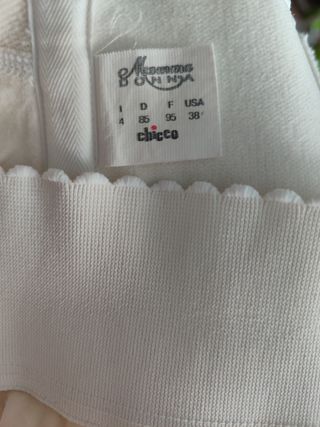 Mamma
DONNA
I D F USA
4 85 95 38
chicco